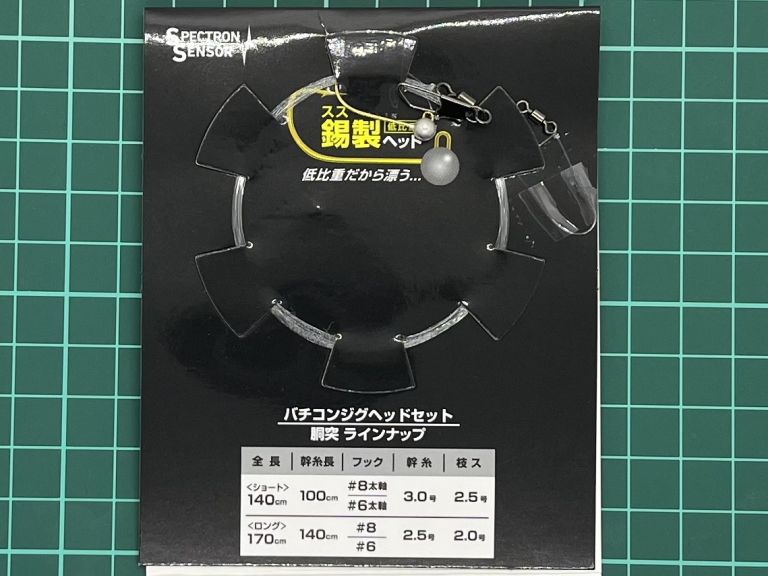 SPECTRON
SENSOR
スズ
錫製 低比重
ヘッド
低比重だから漂う...
バチコンジグヘッドセット
胴突 ラインナップ
全長 幹糸長 フック 幹糸 枝ス
<ショート>
140cm 100cm #8太軸 3.0号 2.5号
#6太軸
<ロング>
170cm 140cm #8 2.5号 2.0号
#6